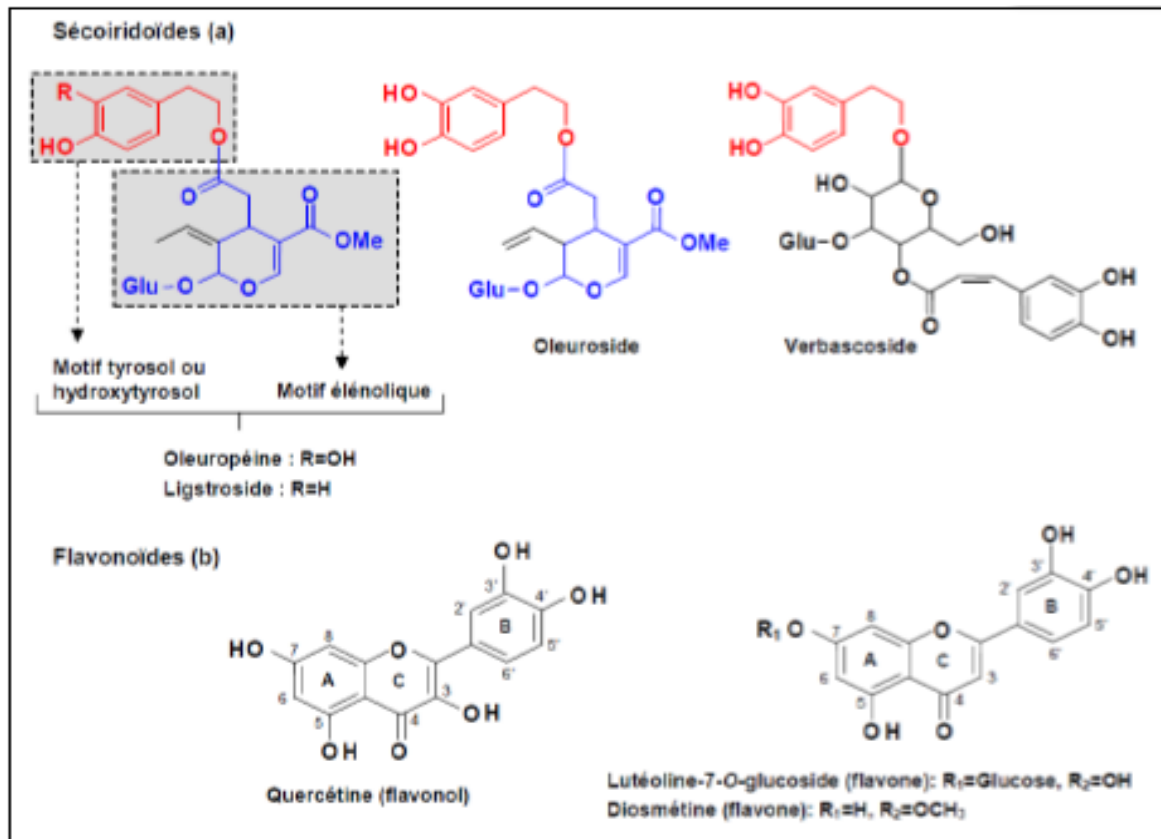 Sécoiridoïdes (a)
R
HO
O
O
O
OMe
Glu-O
O
HO
HO
O
O
O
OMe
Glu-O
O
Oleuroside
HO
HO
O
HO
O
OH
Glu-O
O
O
OH
OH
Verbascoside
Motif tyrosol ou
hydroxytyrosol
Motif élénolique
Oleuropéine : R=OH
Ligstroside : R=H
Flavonoïdes (b)
OH
3'
4'
OH
2'
B
5'
6'
HO
7
8
O
A
C
6
3
5
4
OH
OH
O
Quercétine (flavonol)
OH
3'
4'
OH
2'
B
5'
6'
R1
O
7
8
O
A
C
6
3
5
4
OH
O
Lutéoline-7-O-glucoside (flavone): R1=Glucose, R2=OH
Diosmétine (flavone): R1=H, R2=OCH3